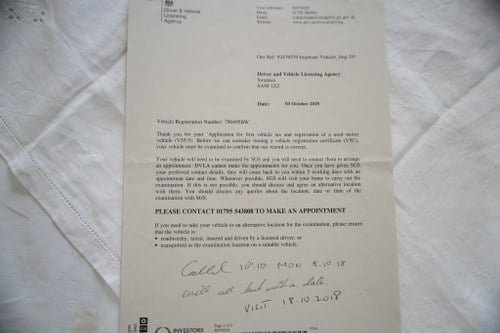 Driver & Vehicle
Licensing
Agency
Driver and Vehicle Licensing Agency
Swansea
SA99 1ZZ
Date: 03 October 2018
Vehicle Registration Number:
Thank you for your 'Application for first vehicle tax and registration of a used motor
vehicle (V55/5). Before we can consider issuing a vehicle registration certificate (V5C),
your vehicle must be examined to confirm that our record is correct.
Your vehicle will need to be examined by SGS and you will need to contact them to arrange
an appointment. DVLA cannot make the appointments for you. Once you have given SGS
your preferred contact details, they will come back to you within 5 working days with an
appointment date and time. Whenever possible, SGS will visit your home to carry out the
examination. If this is not possible, you should discuss and agree an alternative location with
them. You should discuss any queries about the location, date or time of the
examination with SGS.
PLEASE CONTACT 01795 543808 TO MAKE AN APPOINTMENT
If you need to take your vehicle to an alternative location for the examination, please ensure
that the vehicle is:
• roadworthy, taxed, insured and driven by a licensed driver, or
• transported to the examination location on a suitable vehicle.
Called 10.10 MON 8.10.18
will call back with a date.
VISIT 18.10.2018
INVESTORS